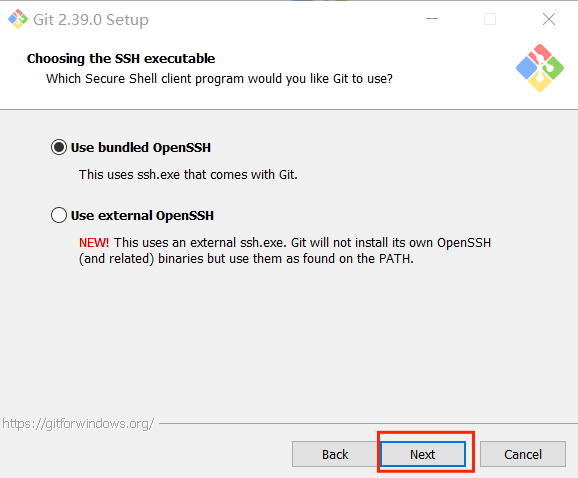 Git 2.39.0 Setup
Choosing the SSH executable
Which Secure Shell client program would you like Git to use?
Use bundled OpenSSH
This uses ssh.exe that comes with Git.
Use external OpenSSH
NEW! This uses an external ssh.exe. Git will not install its own OpenSSH
(and related) binaries but use them as found on the PATH.
https://gitforwindows.org/
Back Next Cancel